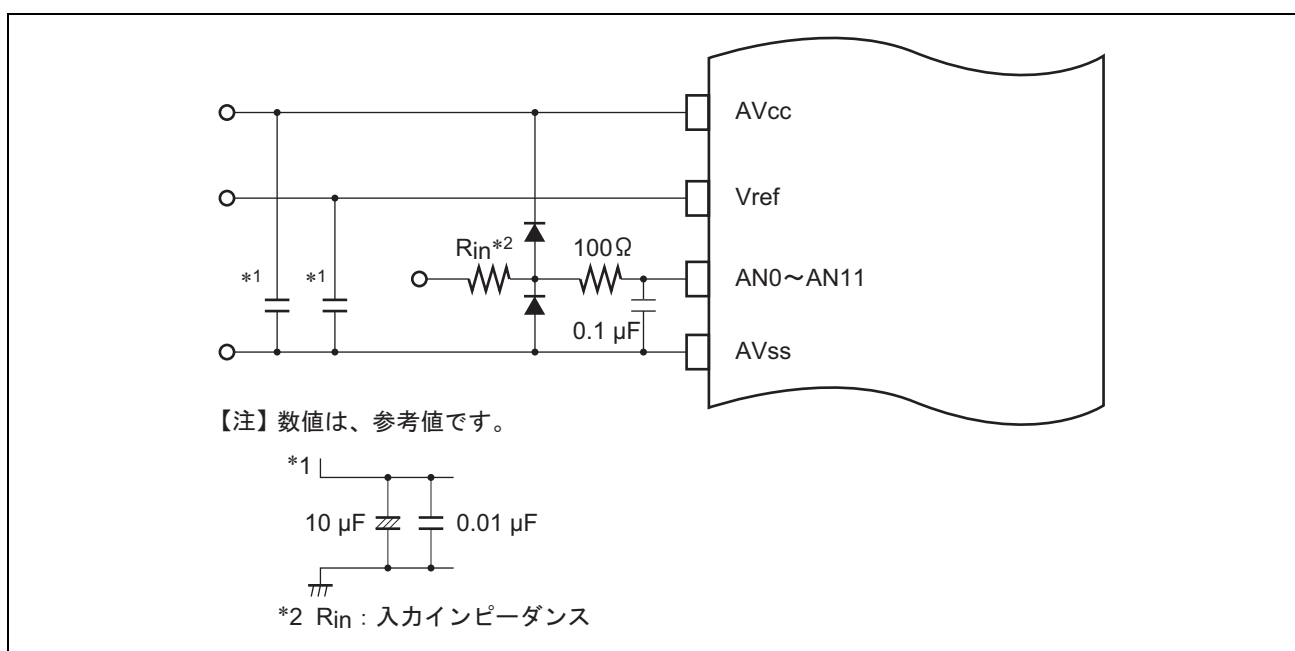 AVcc
Vref
Rin*2
100Ω
AN0～AN11
*1
*1
0.1 μF
AVss
【注】数値は、参考値です。
*1
10 μF
0.01 μF
*2 Rin：入力インピーダンス